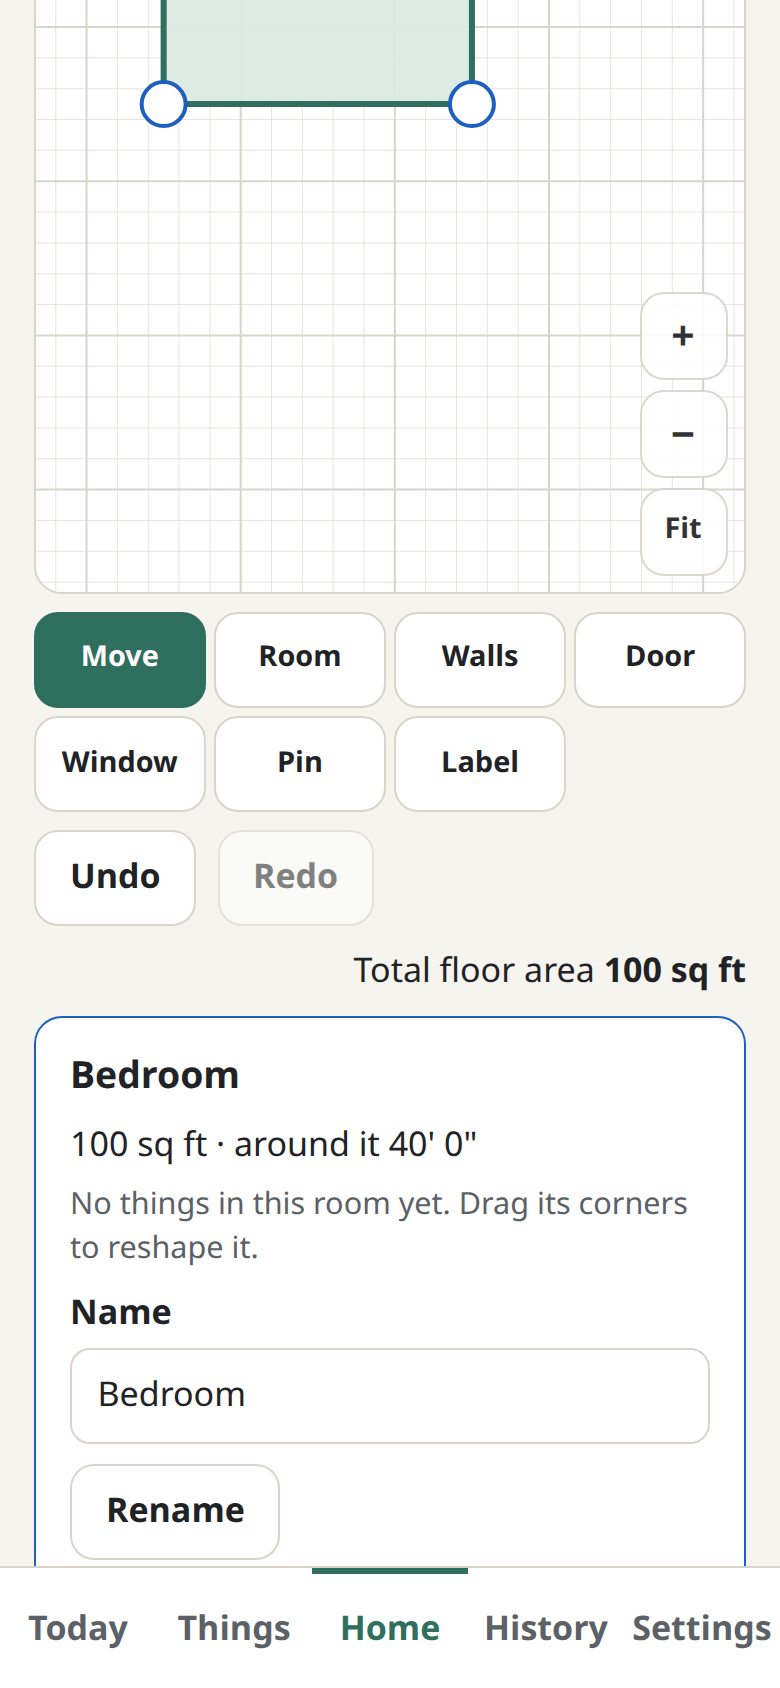 +
−
Fit
Move Room Walls Door
Window Pin Label
Undo Redo
Total floor area 100 sq ft
Bedroom
100 sq ft · around it 40' 0"
No things in this room yet. Drag its corners
to reshape it.
Name
Bedroom
Rename
Today Things Home History Settings